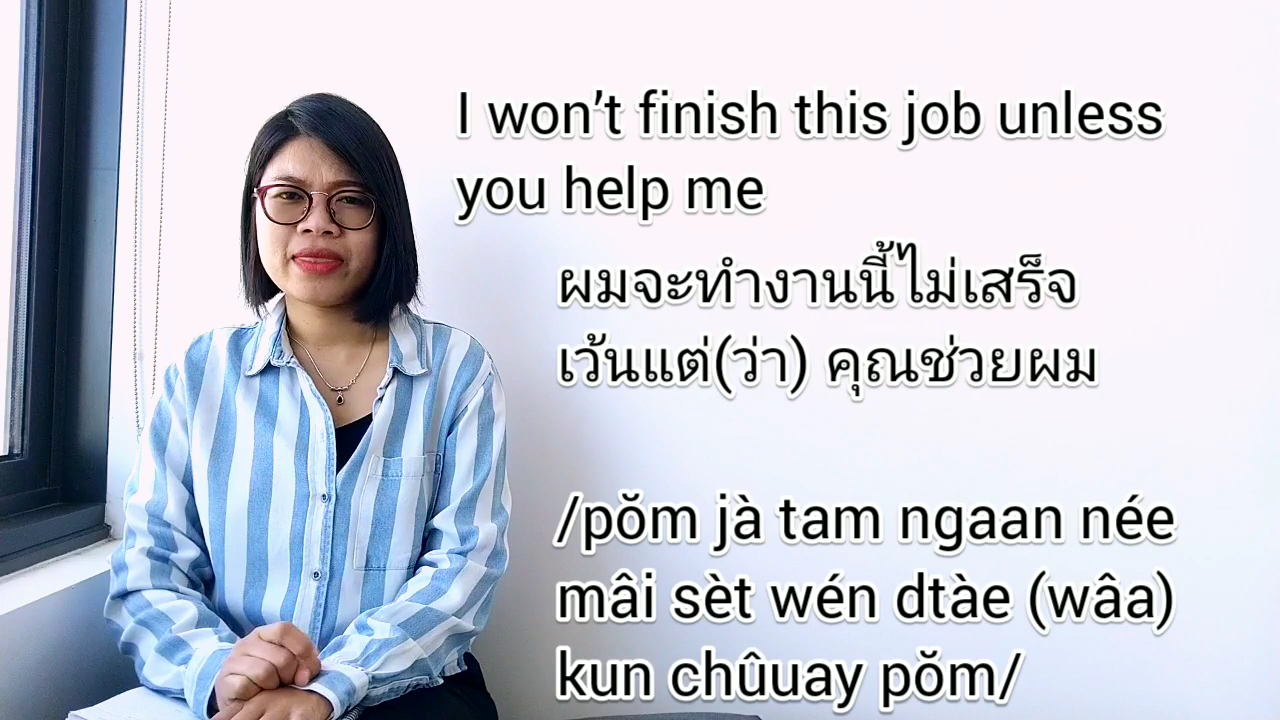 I won't finish this job unless
you help me
ผมจะทำงานนี้ไม่เสร็จ
เว้นแต่(ว่า) คุณช่วยผม
/pŏm jà tam ngaan née
mâi sèt wén dtàe (wâa)
kun chûuay pŏm/